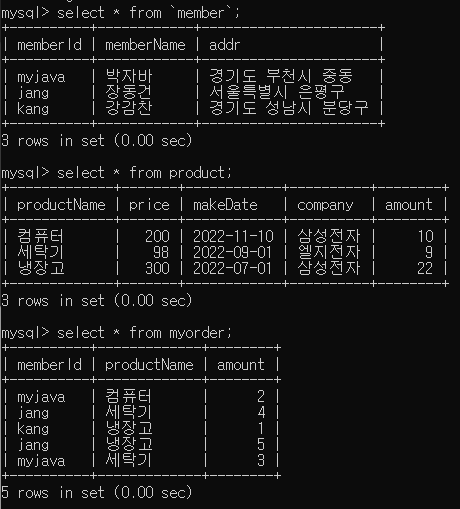 mysql> select * from `member`;
+----------+------------+----------------------+
| memberId | memberName | addr                 |
+----------+------------+----------------------+
| myjava   | 박자바     | 경기도 부천시 중동   |
| jang     | 장동건     | 서울특별시 은평구    |
| kang     | 강감찬     | 경기도 성남시 분당구 |
+----------+------------+----------------------+
3 rows in set (0.00 sec)
mysql> select * from product;
+-------------+-------+------------+----------+--------+
| productName | price | makeDate   | company  | amount |
+-------------+-------+------------+----------+--------+
| 컴퓨터      |   200 | 2022-11-10 | 삼성전자 |     10 |
| 세탁기      |    98 | 2022-09-01 | 엘지전자 |      9 |
| 냉장고      |   300 | 2022-07-01 | 삼성전자 |     22 |
+-------------+-------+------------+----------+--------+
3 rows in set (0.00 sec)
mysql> select * from myorder;
+----------+-------------+--------+
| memberId | productName | amount |
+----------+-------------+--------+
| myjava   | 컴퓨터      |      2 |
| jang     | 세탁기      |      4 |
| kang     | 냉장고      |      1 |
| jang     | 냉장고      |      5 |
| myjava   | 세탁기      |      3 |
+----------+-------------+--------+
5 rows in set (0.00 sec)